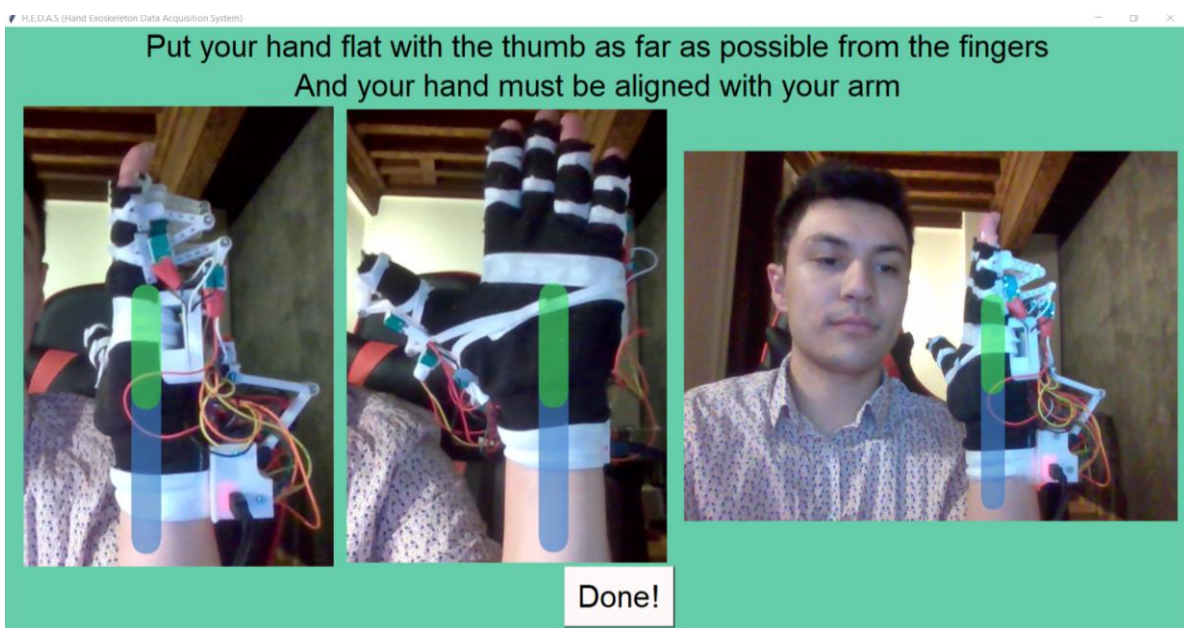 H.E.D.A.S (Hand Exoskeleton Data Acquisition System)
Put your hand flat with the thumb as far as possible from the fingers
And your hand must be aligned with your arm
Done!